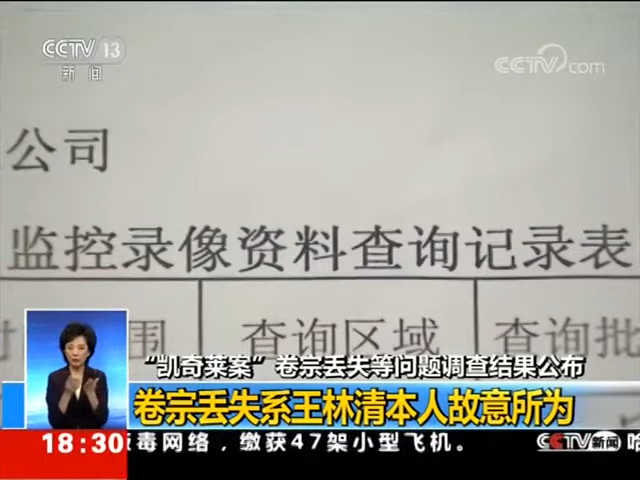 CCTV 13
新闻
CCTV.com
公司
监控录像资料查询记录表
围 查询区域 查询批
“凯奇莱案”卷宗丢失等问题调查结果公布
卷宗丢失系王林清本人故意所为
18:30
毒网络，缴获47架小型飞机。
CCTV新闻